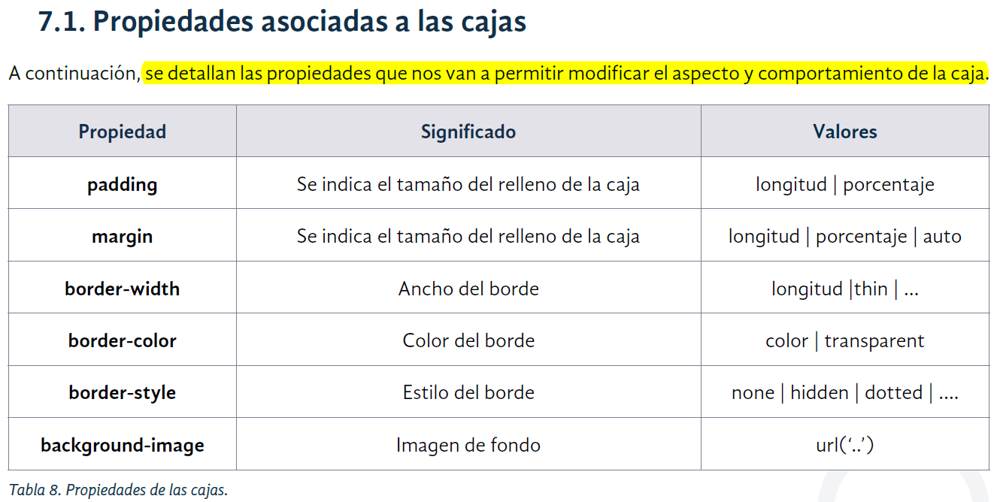 7.1. Propiedades asociadas a las cajas
A continuación, se detallan las propiedades que nos van a permitir modificar el aspecto y comportamiento de la caja.
Propiedad Significado Valores
padding Se indica el tamaño del relleno de la caja longitud | porcentaje
margin Se indica el tamaño del relleno de la caja longitud | porcentaje | auto
border-width Ancho del borde longitud |thin | ...
border-color Color del borde color | transparent
border-style Estilo del borde none | hidden | dotted | ....
background-image Imagen de fondo url(‘..’)
Tabla 8. Propiedades de las cajas.